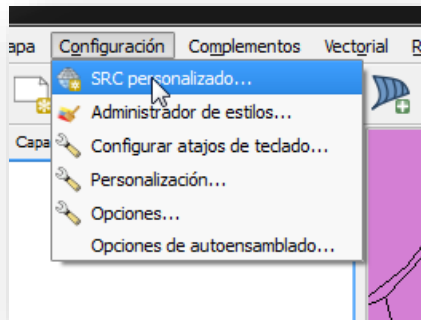 apa Configuración Complementos Vectorial R
SRC personalizado...
Administrador de estilos...
Capa
Configurar atajos de teclado...
Personalización...
Opciones...
Opciones de autoensamblado...